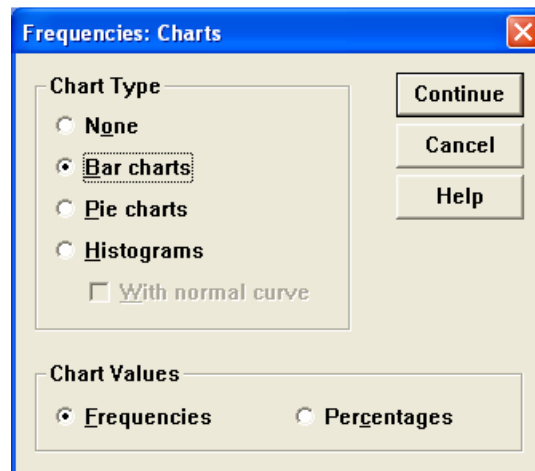 Frequencies: Charts
Chart Type
None
Bar charts
Pie charts
Histograms
With normal curve
Continue
Cancel
Help
Chart Values
Frequencies
Percentages